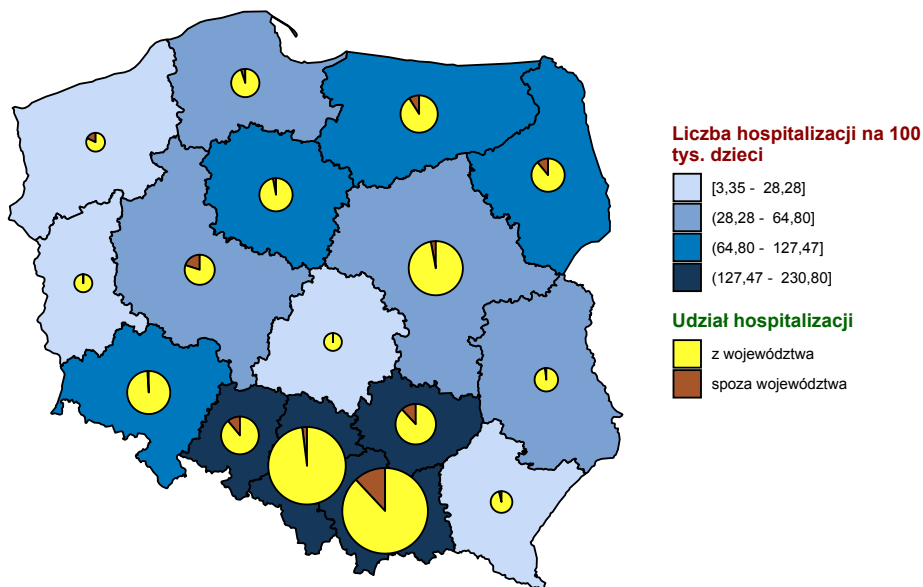 Liczba hospitalizacji na 100
tys. dzieci
[3,35 - 28,28]
(28,28 - 64,80]
(64,80 - 127,47]
(127,47 - 230,80]
Udział hospitalizacji
z województwa
spoza województwa